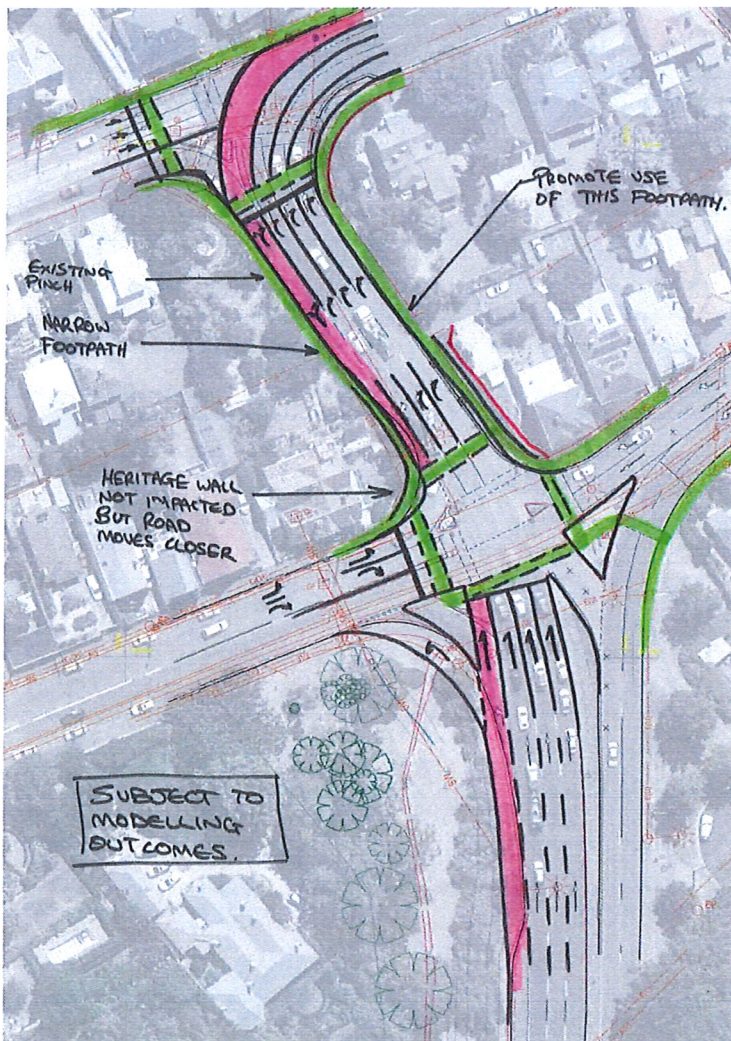 PROMOTE USE
OF THIS FOOTPATH.
EXISTING
PINCH
NARROW
FOOTPATH
HERITAGE WALL
NOT IMPACTED
BUT ROAD
MOVES CLOSER
SUBJECT TO
MODELLING
OUTCOMES.